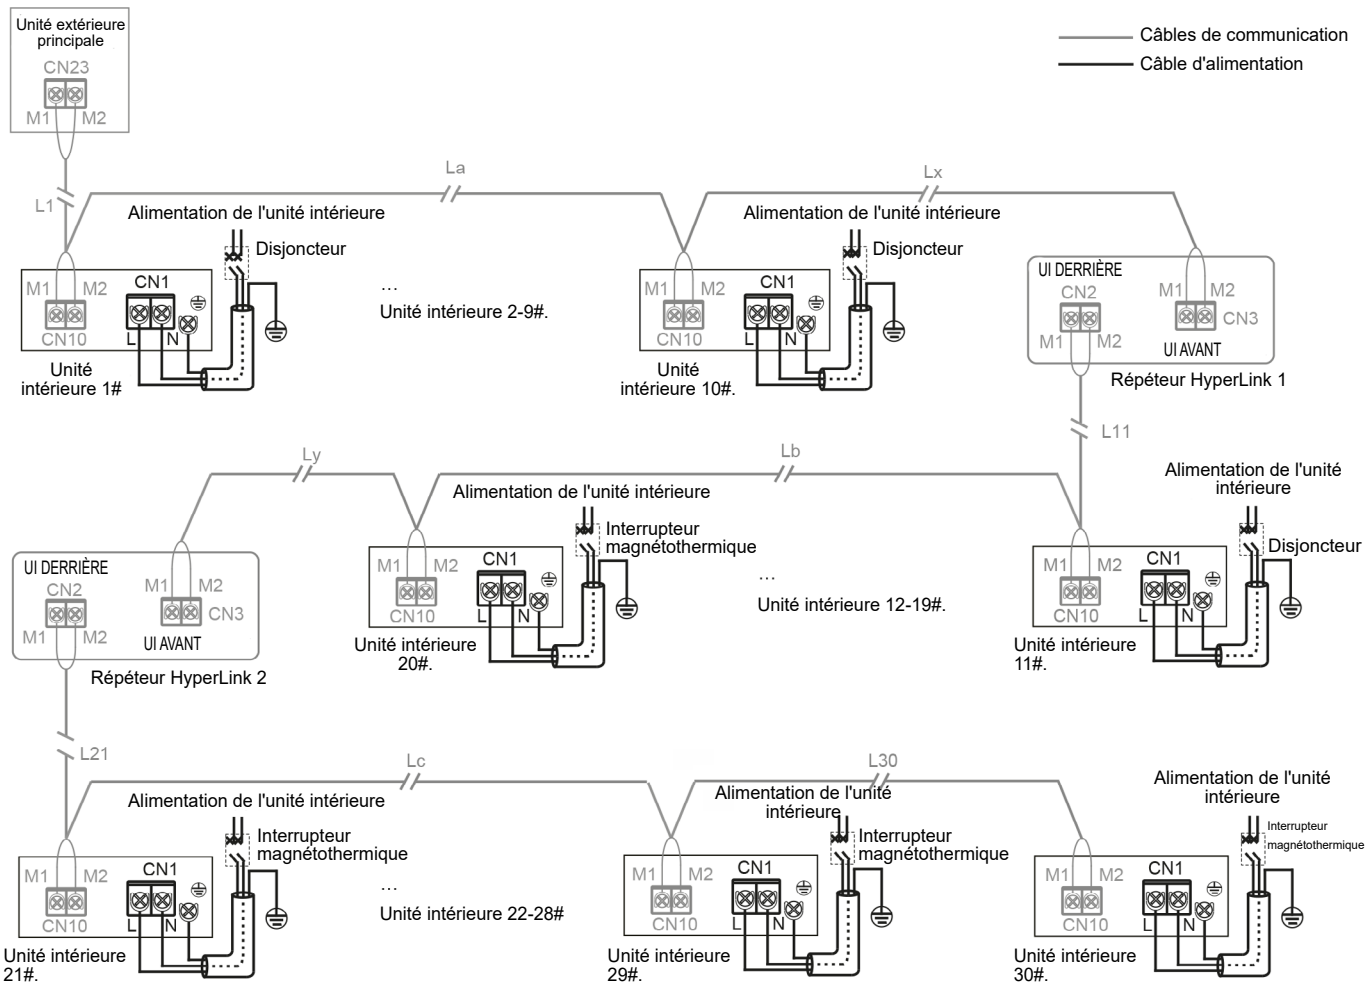 Unité extérieure
principale
CN23
M1
M2
Câbles de communication
Câble d'alimentation
L1
La
Lx
Alimentation de l'unité intérieure
Disjoncteur
M1
M2
CN10
CN1
L
N
Unité
intérieure 1#
...
Unité intérieure 2-9#.
Alimentation de l'unité intérieure
Disjoncteur
M1
M2
CN10
CN1
L
N
Unité
intérieure 10#.
UI DERRIÈRE
CN2
M1
M2
M1
M2
CN3
UI AVANT
Répéteur HyperLink 1
L11
Ly
Lb
UI DERRIÈRE
CN2
M1
M2
M1
M2
CN3
UI AVANT
Répéteur HyperLink 2
Alimentation de l'unité intérieure
Interrupteur
magnétothermique
M1
M2
CN10
CN1
L
N
Unité intérieure
20#.
...
Unité intérieure 12-19#.
Alimentation de l'unité
intérieure
Disjoncteur
M1
M2
CN10
CN1
L
N
Unité intérieure
11#.
L21
Lc
L30
Alimentation de l'unité intérieure
Interrupteur
magnétothermique
M1
M2
CN10
CN1
L
N
Unité intérieure
21#.
...
Unité intérieure 22-28#
Alimentation de l'unité
intérieure
Interrupteur
magnétothermique
M1
M2
CN10
CN1
L
N
Unité intérieure
29#.
Alimentation de l'unité
intérieure
Interrupteur
magnétothermique
M1
M2
CN10
CN1
L
N
Unité intérieure
30#.